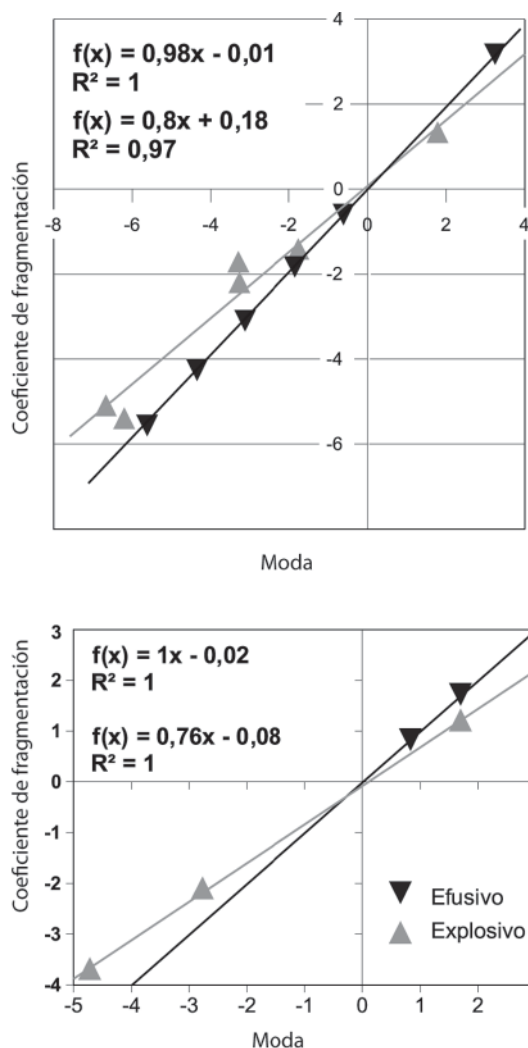 f(x) = 0,98x - 0,01
R² = 1
f(x) = 0,8x + 0,18
R² = 0,97
4
2
0
-8
-6
-4
-2
0
2
4
-2
-4
-6
Coeficiente de fragmentación
Moda
f(x) = 1x - 0,02
R² = 1
f(x) = 0,76x - 0,08
R² = 1
3
2
1
0
-1
-2
-3
-4
-5
-4
-3
-2
-1
0
1
2
Coeficiente de fragmentación
Efusivo
Explosivo
Moda